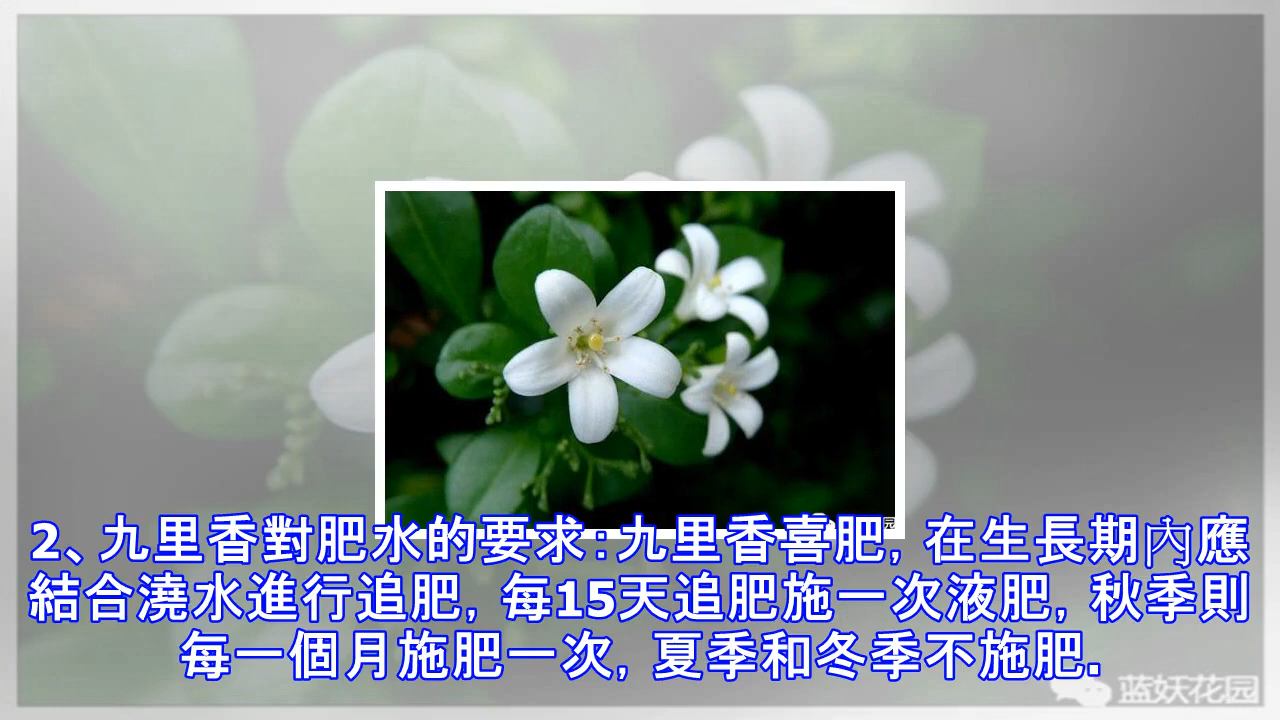 2、九里香對肥水的要求:九里香喜肥, 在生長期內應
結合澆水進行追肥, 每15天追肥施一次液肥, 秋季則
每一個月施肥一次, 夏季和冬季不施肥.
蓝妖花园